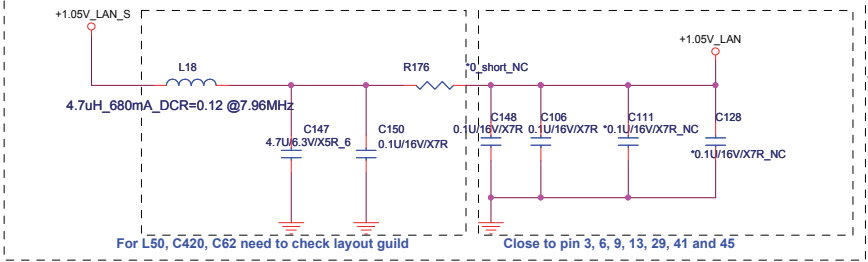 +1.05V_LAN_S
+1.05V_LAN
L18
R176
*0_short_NC
4.7uH_680mA_DCR=0.12 @7.96MHz
C147
4.7U/6.3V/X5R_6
C150
0.1U/16V/X7R
C148
0.1U/16V/X7R
C106
0.1U/16V/X7R
C111
*0.1U/16V/X7R_NC
C128
*0.1U/16V/X7R_NC
For L50, C420, C62 need to check layout guild
Close to pin 3, 6, 9, 13, 29, 41 and 45